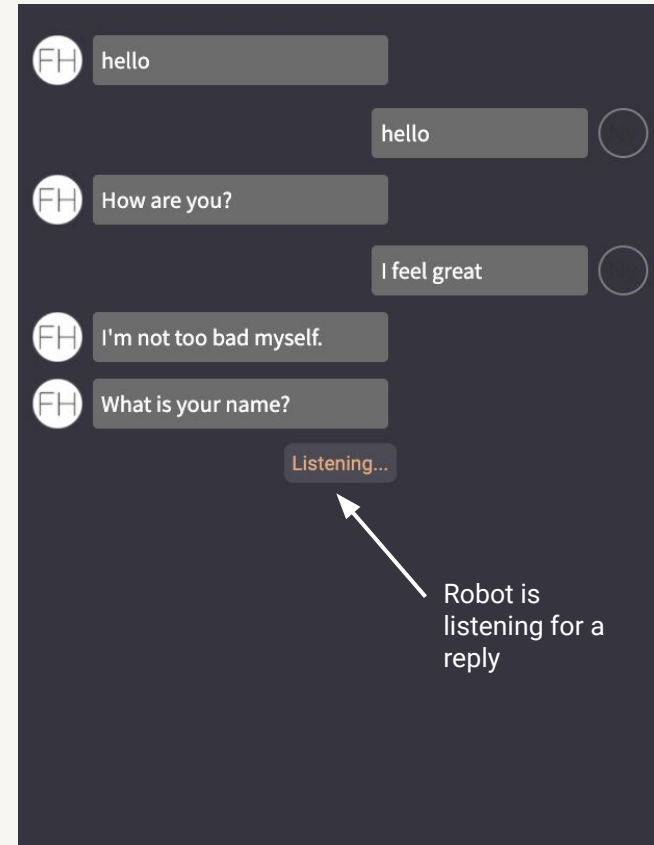 FH hello
hello
FH How are you?
I feel great
FH I'm not too bad myself.
FH What is your name?
Listening...
Robot is
listening for a
reply